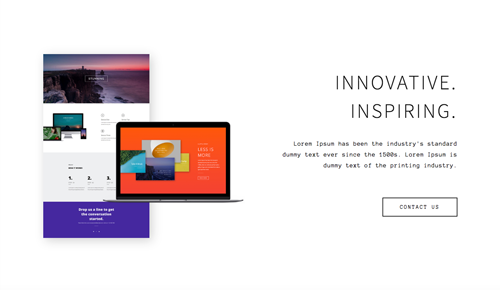 INNOVATIVE.
INSPIRING.
Lorem Ipsum has been the industry's standard
dummy text ever since the 1500s. Lorem Ipsum is
dummy text of the printing industry.
CONTACT US
LESS IS
MORE
Drop us a line to get
the conversation
started.